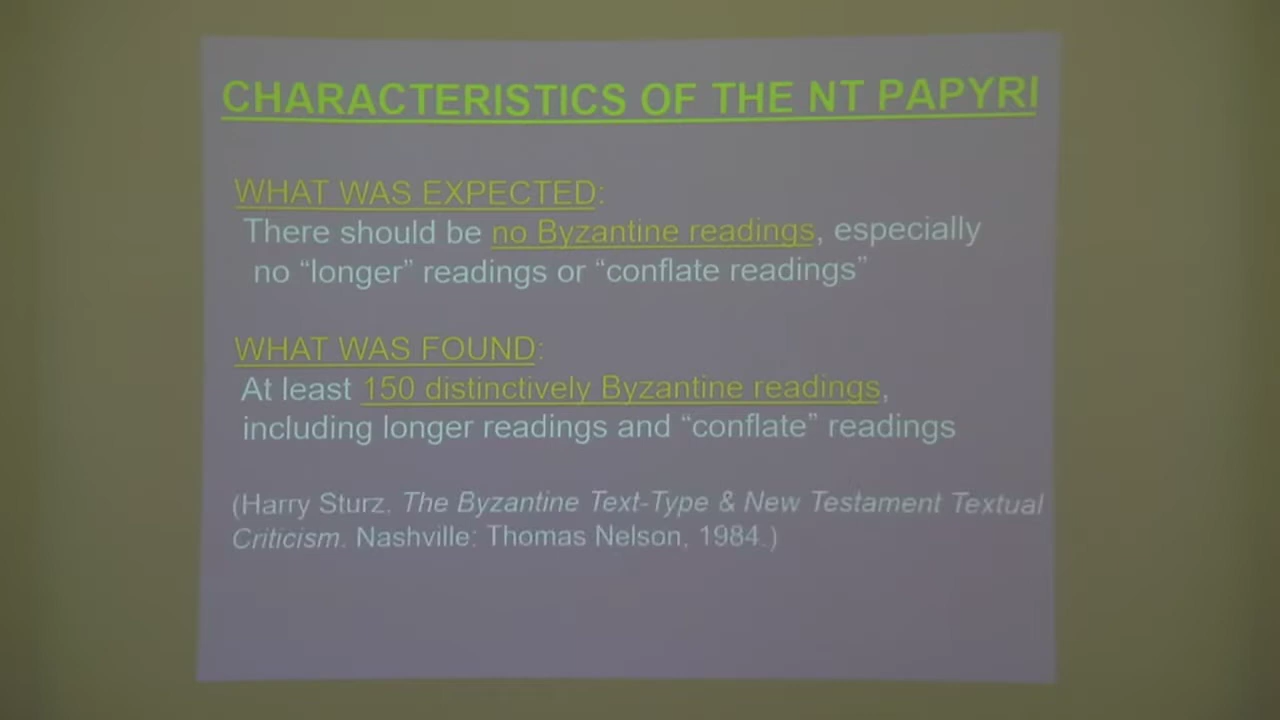 CHARACTERISTICS OF THE NT PAPYRI
WHAT WAS EXPECTED:
There should be no Byzantine readings, especially
no “longer” readings or “conflate readings”
WHAT WAS FOUND:
At least 150 distinctively Byzantine readings,
including longer readings and “conflate” readings
(Harry Sturz. The Byzantine Text-Type & New Testament Textual
Criticism. Nashville: Thomas Nelson, 1984.)